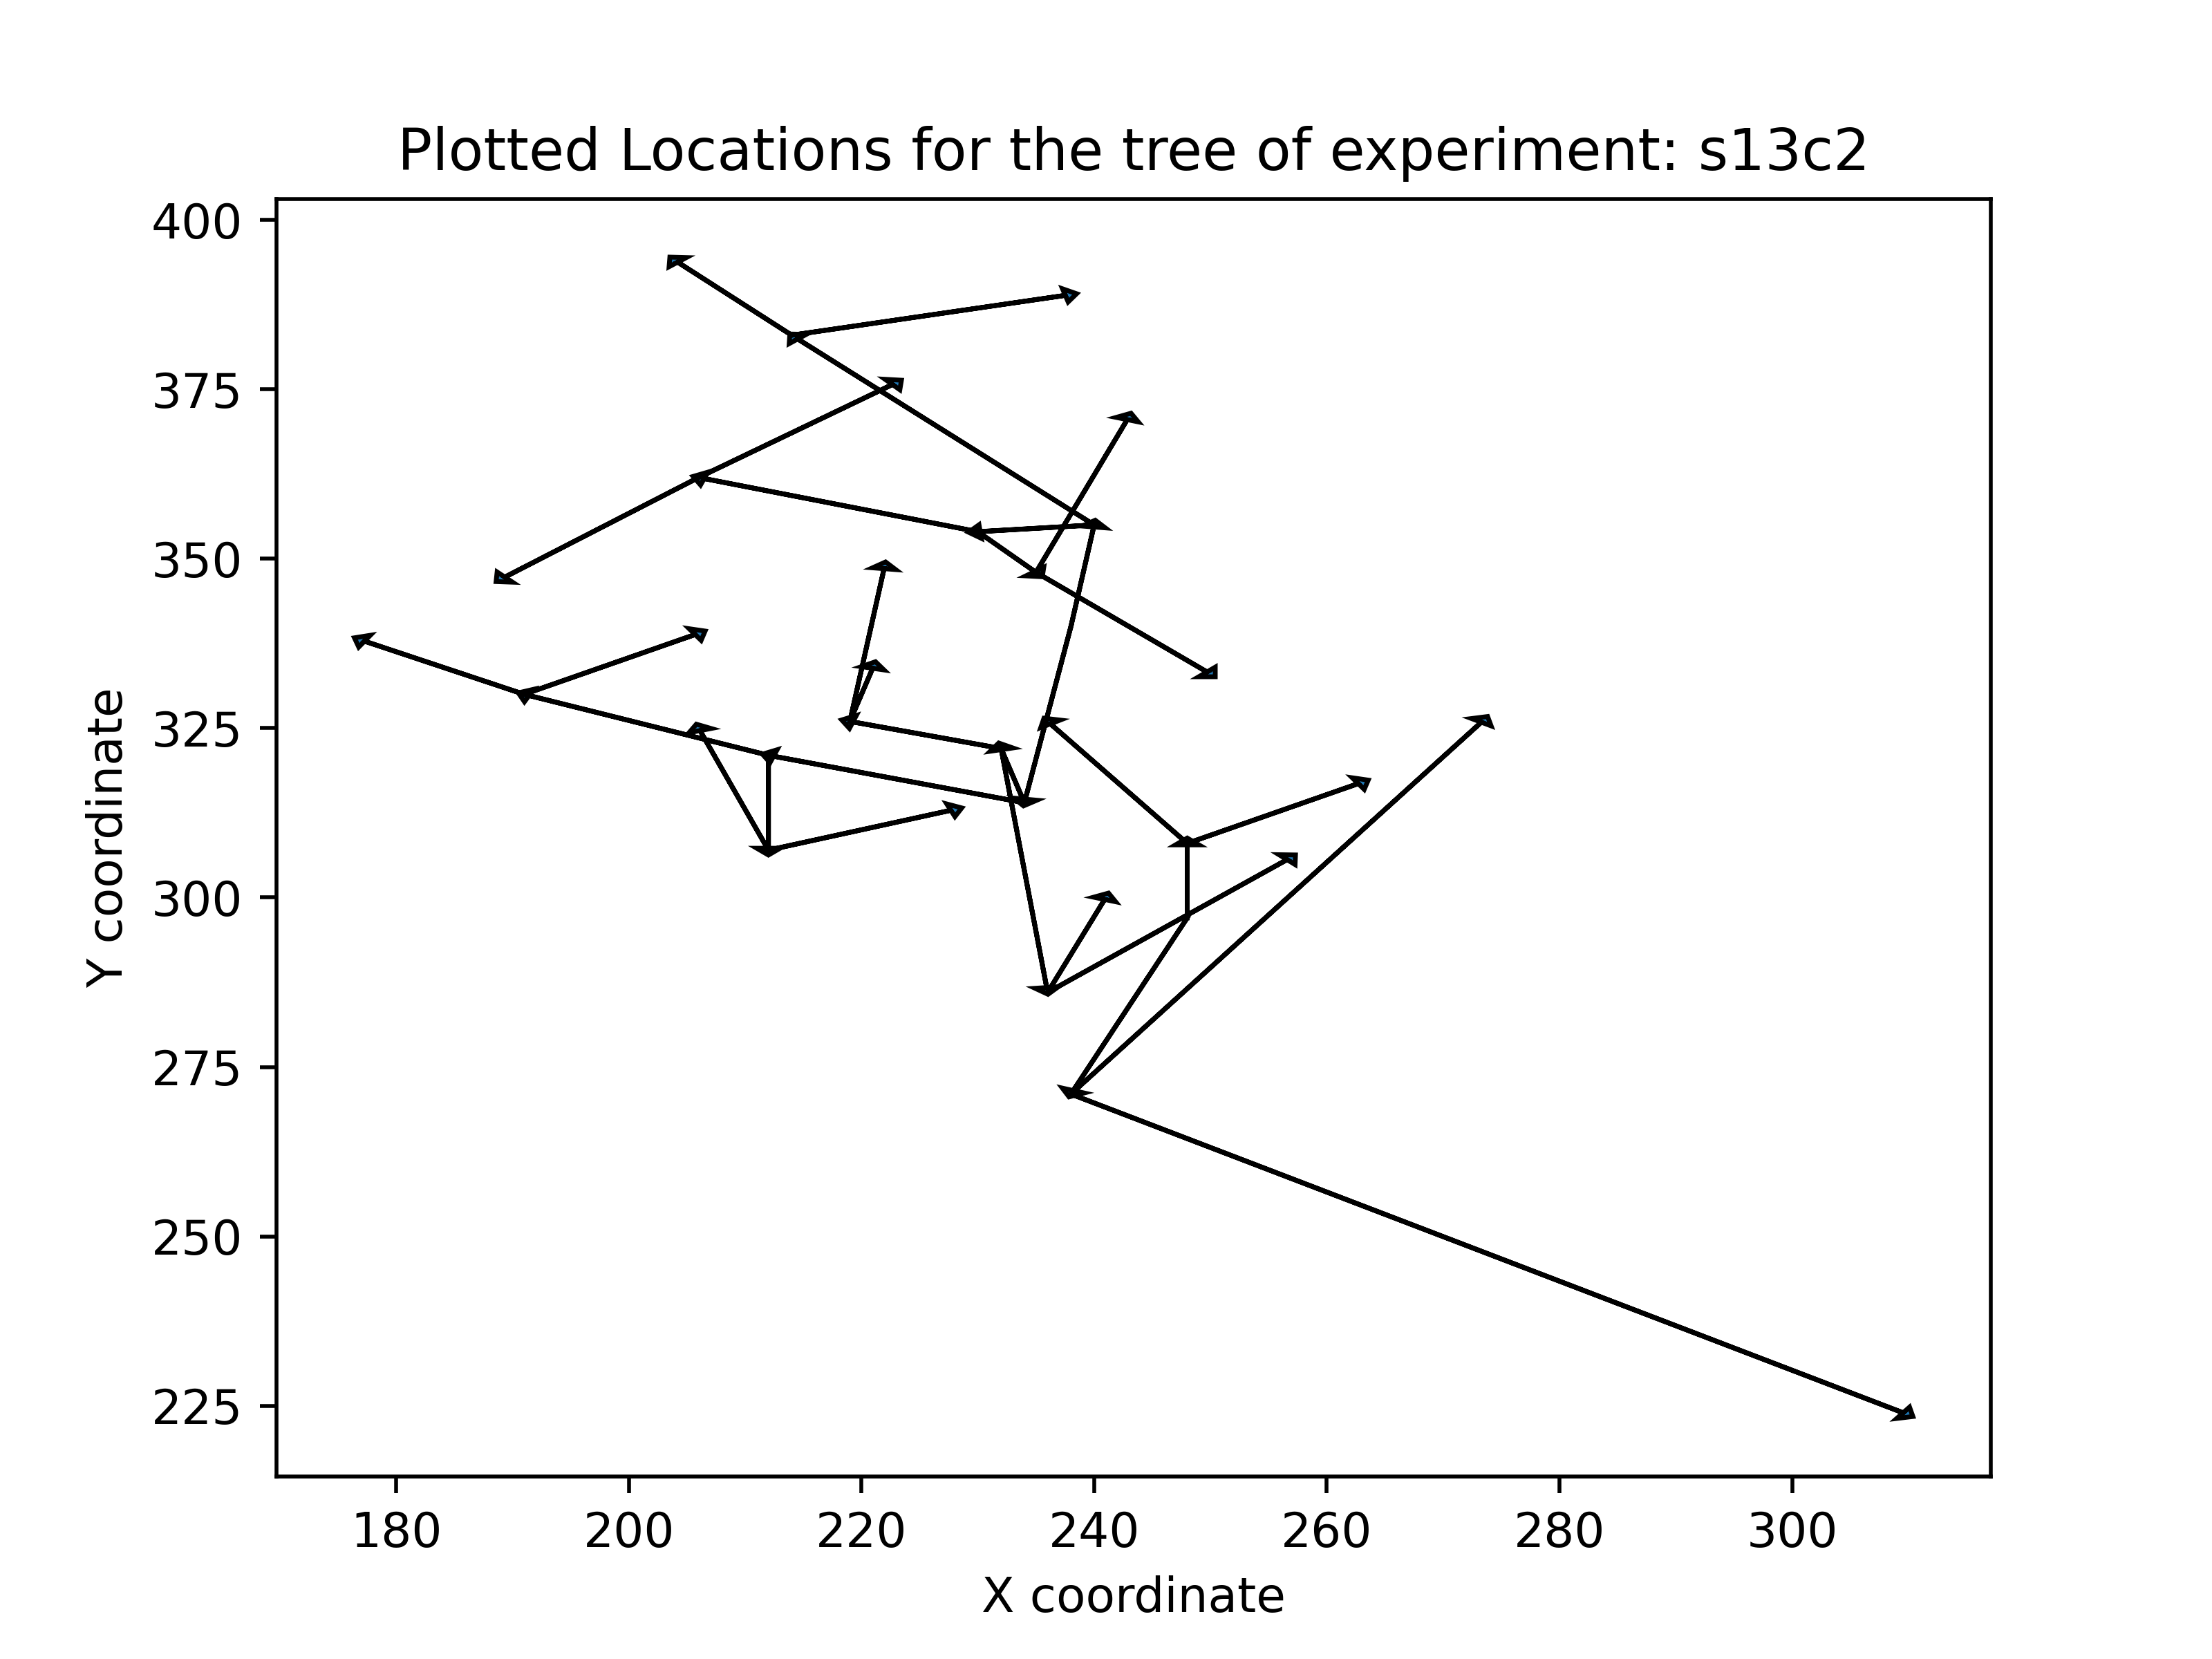 Plotted Locations for the tree of experiment: s13c2
400
375
350
325
300
275
250
225
Y coordinate
180 200 220 240 260 280 300
X coordinate